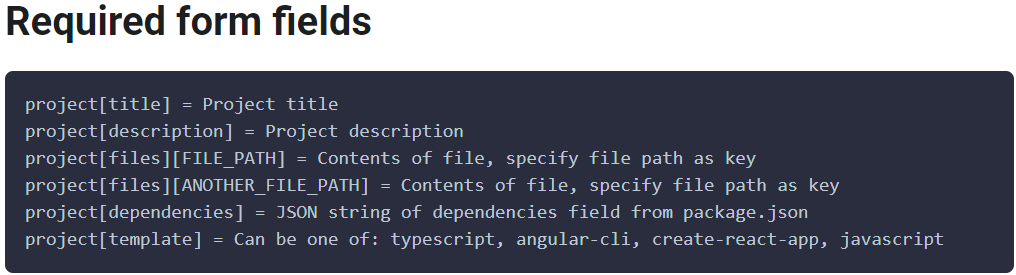 Required form fields
project[title] = Project title
project[description] = Project description
project[files][FILE_PATH] = Contents of file, specify file path as key
project[files][ANOTHER_FILE_PATH] = Contents of file, specify file path as key
project[dependencies] = JSON string of dependencies field from package.json
project[template] = Can be one of: typescript, angular-cli, create-react-app, javascript